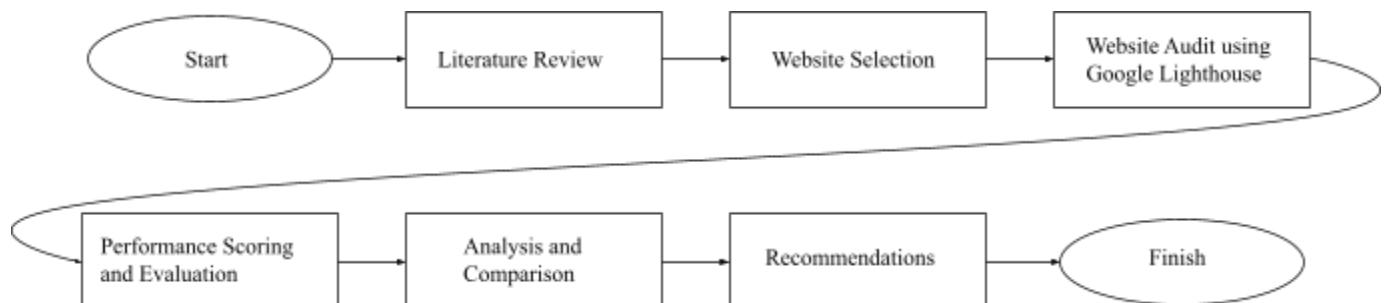 Start
Literature Review
Website Selection
Website Audit using
Google Lighthouse
Performance Scoring
and Evaluation
Analysis and
Comparison
Recommendations
Finish